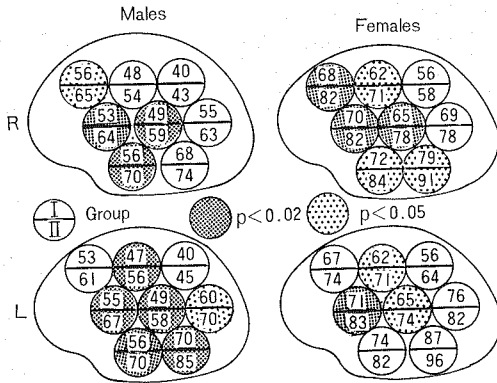 Males
Females
R
56 48 40
65 54 43
53 49 55
64 59 63
56 68
70 74
68 62 56
82 71 58
70 65 69
82 78 78
72 79
84 91
I
II
Group
p<0.02
p<0.05
L
53 47 40
61 56 45
55 49 60
67 58 70
56 70
70 85
67 62 56
74 71 64
71 65 76
83 74 82
74 87
82 96